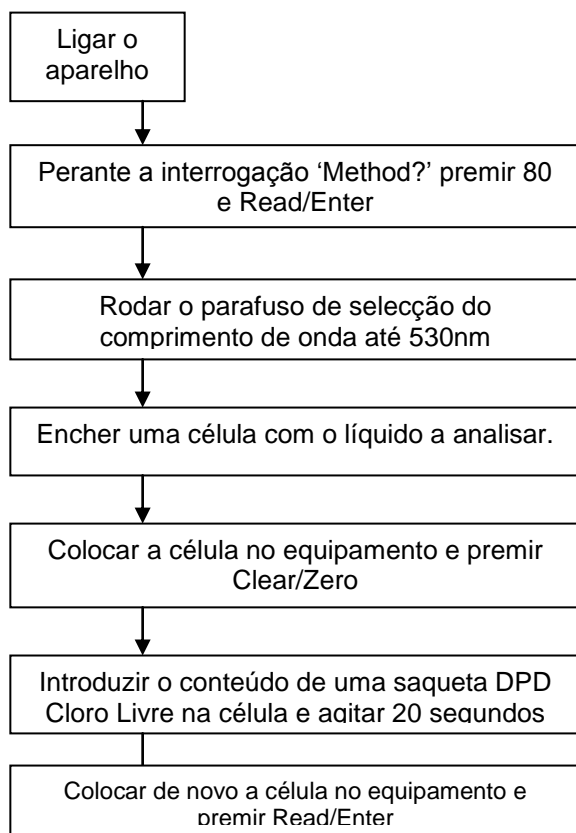 Ligar o
aparelho
Perante a interrogação ‘Method?’ premir 80
e Read/Enter
Rodar o parafuso de selecção do
comprimento de onda até 530nm
Encher uma célula com o líquido a analisar.
Colocar a célula no equipamento e premir
Clear/Zero
Introduzir o conteúdo de uma saqueta DPD
Cloro Livre na célula e agitar 20 segundos
Colocar de novo a célula no equipamento e
premir Read/Enter